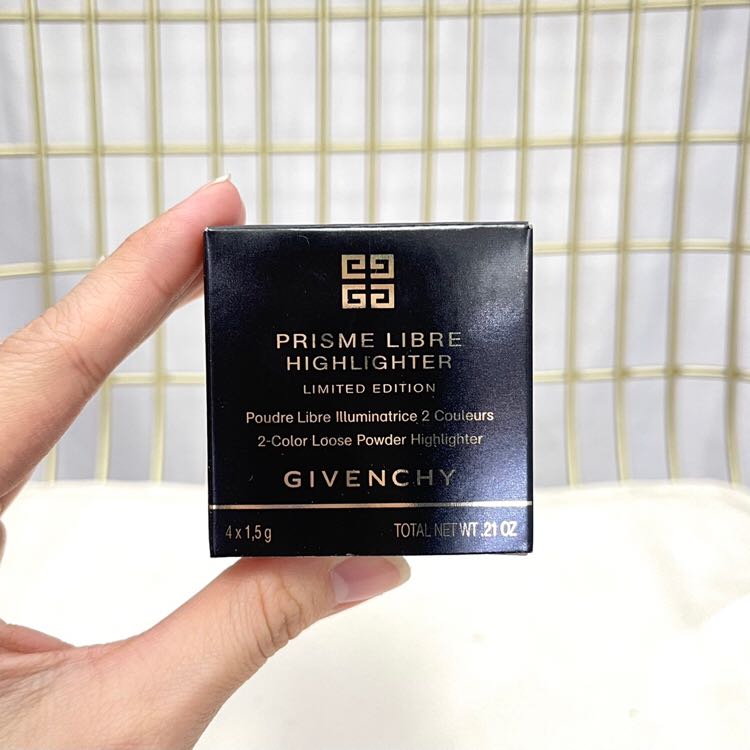 PRISME LIBRE
HIGHLIGHTER
LIMITED EDITION
Poudre Libre Illuminatrice 2 Couleurs
2-Color Loose Powder Highlighter
GIVENCHY
4 x 1,5 g TOTAL NET WT .21 OZ